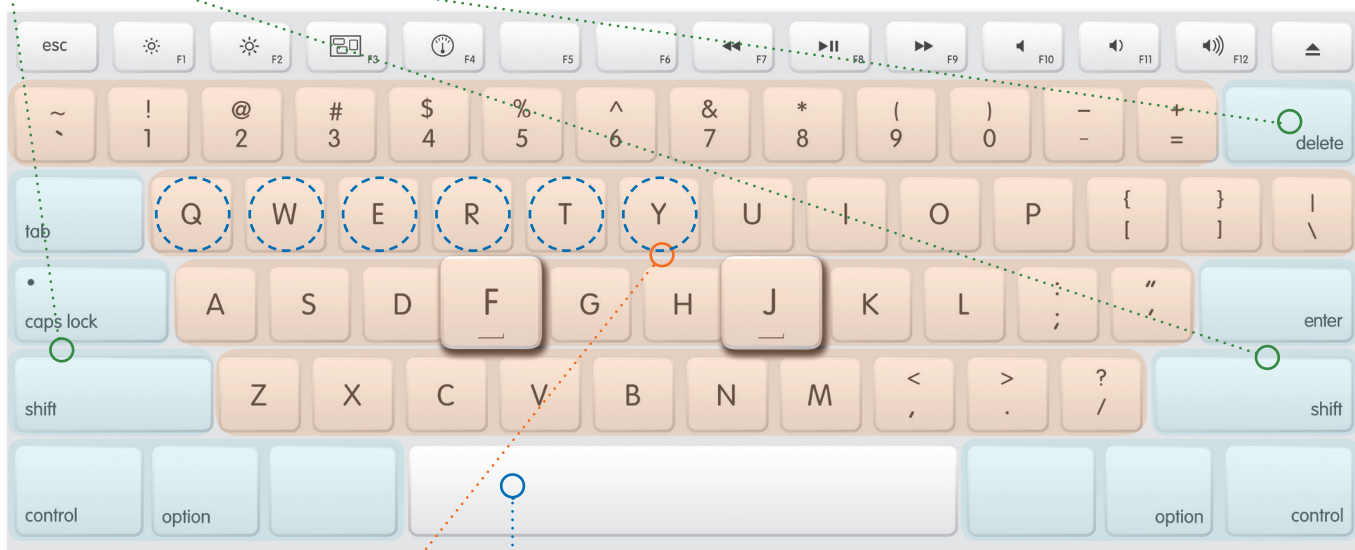 esc F1 F2 F3 F4 F5 F6 F7 F8 F9 F10 F11 F12
~ ! @ # $ % ^ & * ( ) – +
` 1 2 3 4 5 6 7 8 9 0 - = delete
tab Q W E R T Y U I O P { [ } ] | \
caps lock A S D F G H J K L : ; " , enter
shift Z X C V B N M < , > . ? / shift
control option option control